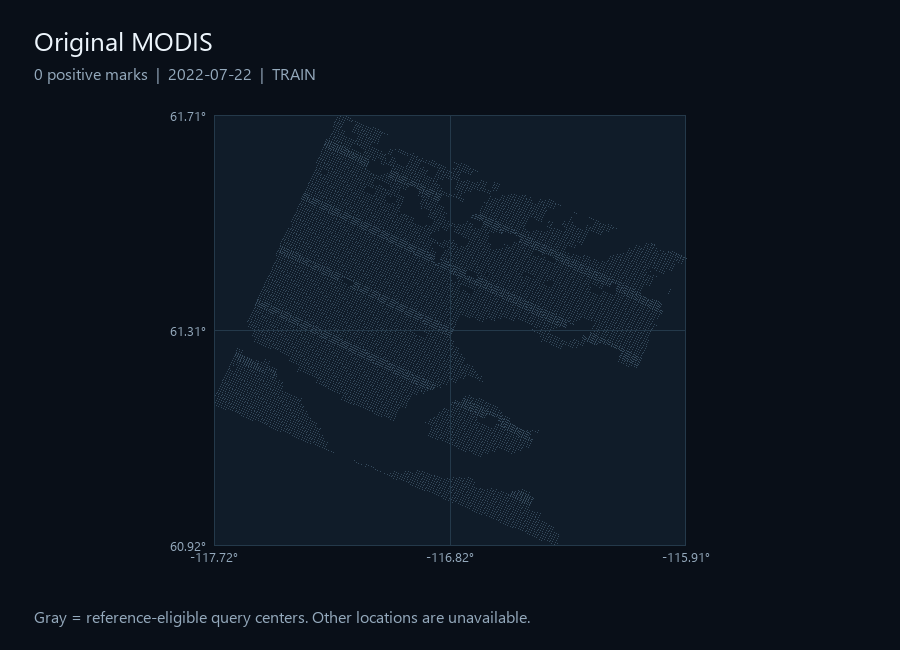 Original MODIS
0 positive marks | 2022-07-22 | TRAIN
61.71°
61.31°
60.92°
-117.72°
-116.82°
-115.91°
Gray = reference-eligible query centers. Other locations are unavailable.